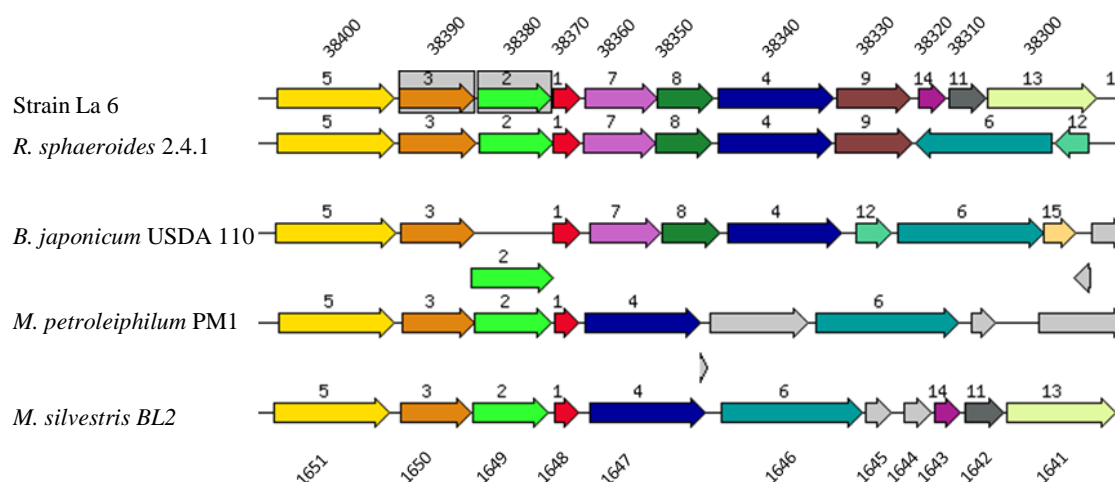 38400 38390 38380 38370 38360 38350 38340 38330 38320 38310 38300
5 3 2 1 7 8 4 9 14 11 13 1
Strain La 6
5 3 2 1 7 8 4 9 6 12
R. sphaeroides 2.4.1
5 3 1 7 8 4 12 6 15
B. japonicum USDA 110
2
5 3 2 1 4 6
M. petroleiphilum PM1
5 3 2 1 4 6 14 11 13
M. silvestris BL2
1651 1650 1649 1648 1647 1646 1645 1644 1643 1642 1641